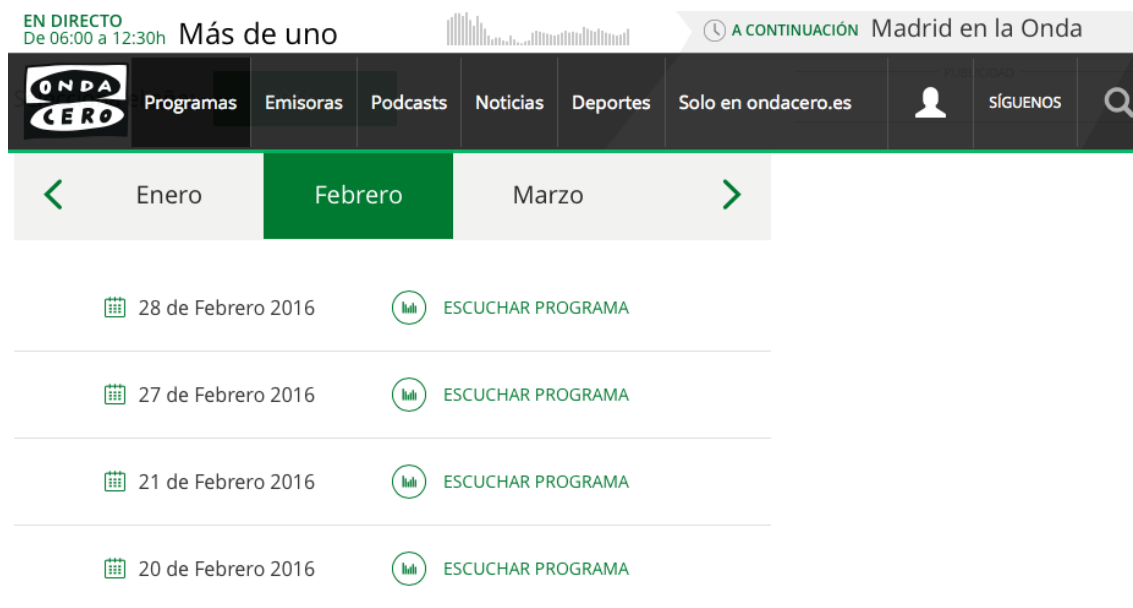 EN DIRECTO
De 06:00 a 12:30h Más de uno
A CONTINUACIÓN Madrid en la Onda
PUBLICIDAD
ONDA
CERO
Programas Emisoras Podcasts Noticias Deportes Solo en ondacero.es SÍGUENOS
Enero Febrero Marzo
28 de Febrero 2016 ESCUCHAR PROGRAMA
27 de Febrero 2016 ESCUCHAR PROGRAMA
21 de Febrero 2016 ESCUCHAR PROGRAMA
20 de Febrero 2016 ESCUCHAR PROGRAMA